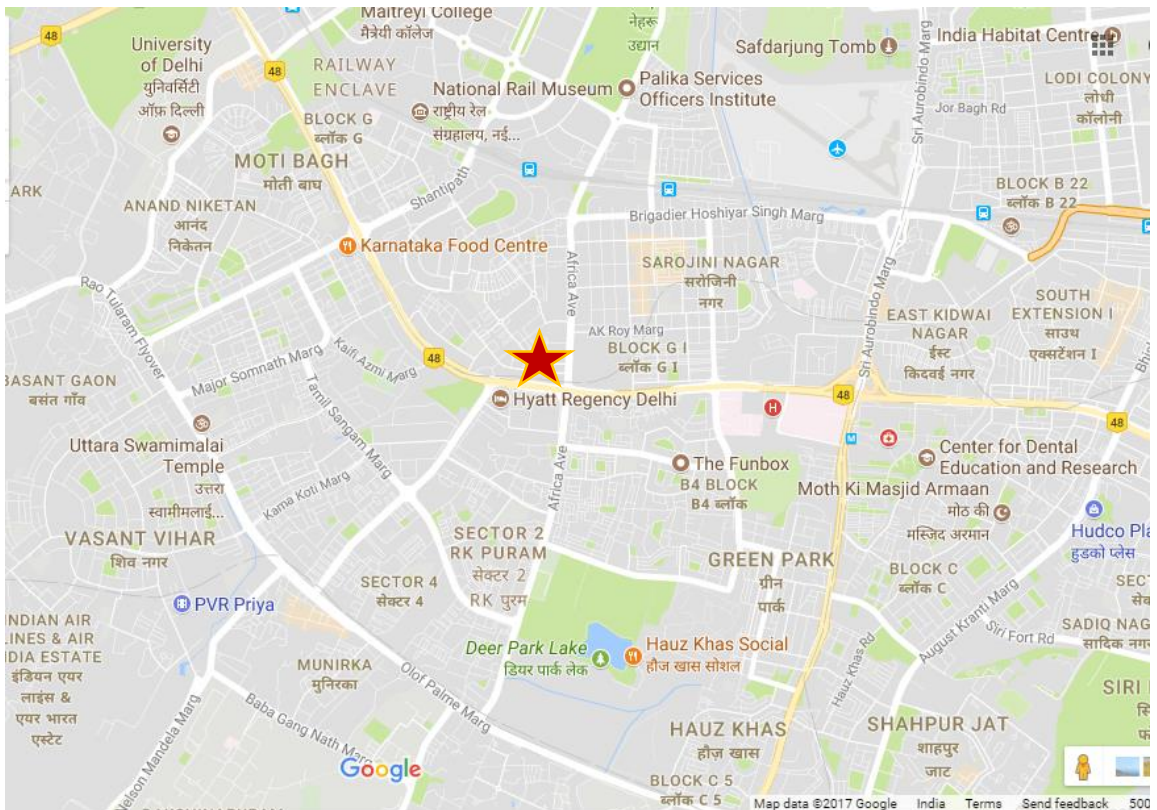 Maitreyi College
मैत्रेयी कॉलेज
नेहरू
उद्यान
48
University
of Delhi
युनिवर्सिटी
ऑफ़ दिल्ली
RAILWAY
ENCLAVE
BLOCK G
ब्लॉक G
48
National Rail Museum
राष्ट्रीय रेल
संग्रहालय, नई...
Palika Services
Officers Institute
Safdarjung Tomb
India Habitat Centre
LODI COLONY
लोधी
कॉलोनी
Jor Bagh Rd
Sri Aurobindo Marg
MOTI BAGH
मोती बाघ
Shantipath
BLOCK B 22
ब्लॉक B 22
ARK
ANAND NIKETAN
आनंद
निकेतन
Brigadier Hoshiyar Singh Marg
Karnataka Food Centre
Africa Ave
SAROJINI NAGAR
सरोजिनी
नगर
Rao Tularam Flyover
Sri Aurobindo Marg
SOUTH
EXTENSION I
साउथ
एक्सटेंशन I
EAST KIDWAI
NAGAR
ईस्ट
किदवई नगर
AK Roy Marg
BLOCK G I
ब्लॉक G I
Major Somnath Marg
Kaifi Azmi Marg
48
BASANT GAON
बसंत गाँव
Hyatt Regency Delhi
H
48
48
Tamil Sangam Marg
Uttara Swamimalai
Temple
उत्तरा
स्वामीमलाई...
M
Africa Ave
The Funbox
B4 BLOCK
B4 ब्लॉक
Center for Dental
Education and Research
Moth Ki Masjid Armaan
मोठ की
मस्जिद अरमान
Kama Koti Marg
Hudco Pla
हुडको प्लेस
VASANT VIHAR
शिव नगर
SECTOR 2
RK PURAM
सेक्टर 2
RK पुरम
GREEN PARK
ग्रीन
पार्क
BLOCK C
ब्लॉक C
SECTOR 4
सेक्टर 4
August Kranti Marg
PVR Priya
Siri Fort Rd
SADIQ NAG
सादिक नगर
INDIAN AIR
LINES & AIR
DIA ESTATE
इंडियन एयर
लाइंस &
एयर भारत
एस्टेट
Deer Park Lake
डियर पार्क लेक
Hauz Khas Social
हौज खास सोशल
Hauz Khas Rd
MUNIRKA
मुनिरका
Olof Palme Marg
SIRI
Nelson Mandela Marg
Baba Gang Nath Marg
HAUZ KHAS
हौज़ खास
SHAHPUR JAT
शाहपुर
जाट
Google
BLOCK C 5
ब्लॉक C 5
Map data ©2017 Google India Terms Send feedback 500